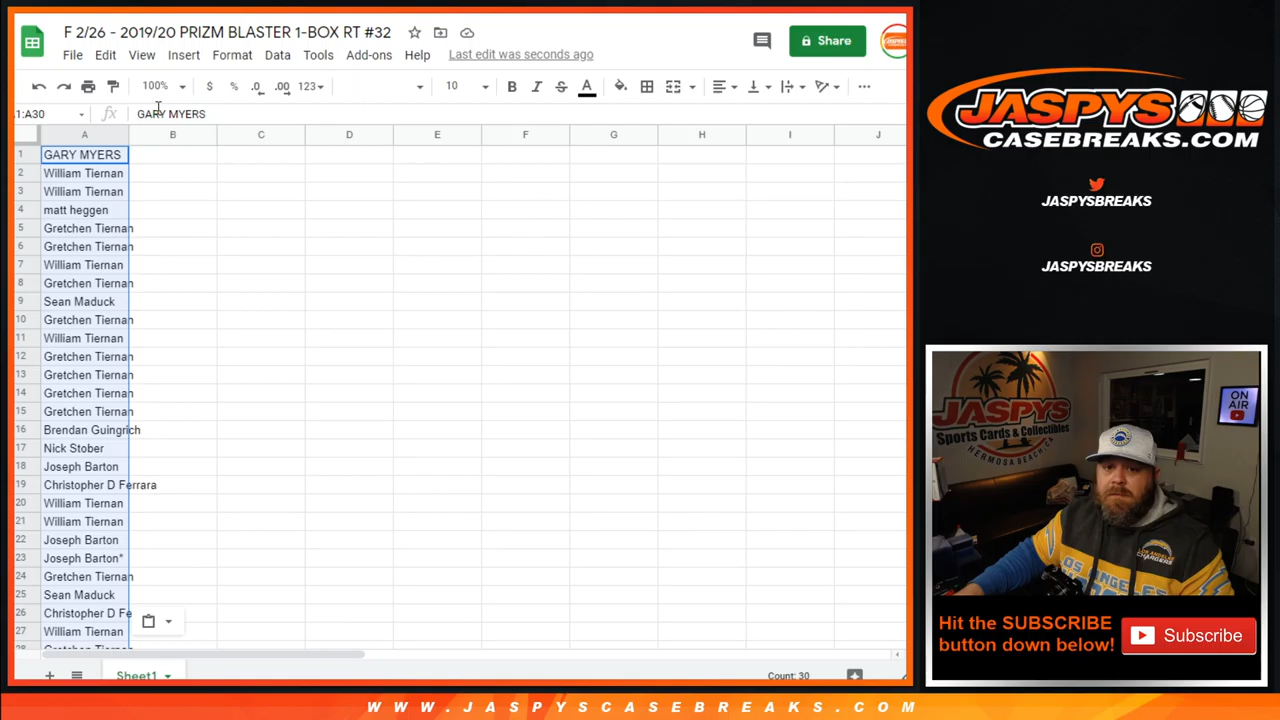 F 2/26 - 2019/20 PRIZM BLASTER 1-BOX RT #32
File Edit View Insert Format Data Tools Add-ons Help Last edit was seconds ago
Share
100% $ % .0 .00 123 10 B I S A
GARY MYERS
A B C D E F G H I J
1 GARY MYERS
2 William Tiernan
3 William Tiernan
4 matt heggen
5 Gretchen Tiernan
6 Gretchen Tiernan
7 William Tiernan
8 Gretchen Tiernan
9 Sean Maduck
10 Gretchen Tiernan
11 William Tiernan
12 Gretchen Tiernan
13 Gretchen Tiernan
14 Gretchen Tiernan
15 Gretchen Tiernan
16 Brendan Guingrich
17 Nick Stober
18 Joseph Barton
19 Christopher D Ferrara
20 William Tiernan
21 William Tiernan
22 Joseph Barton
23 Joseph Barton*
24 Gretchen Tiernan
25 Sean Maduck
26 Christopher D Fe
27 William Tiernan
Sheet1
Count: 30
JASPYS
CASEBREAKS.COM
JASPYSBREAKS
JASPYSBREAKS
JASPYS
Sports Cards & Collectibles
HERMOSA BEACH, CA
ON AIR
LOS ANGELES CHARGERS
Hit the SUBSCRIBE
button down below!
Subscribe
WWW.JASPYSCASEBREAKS.COM